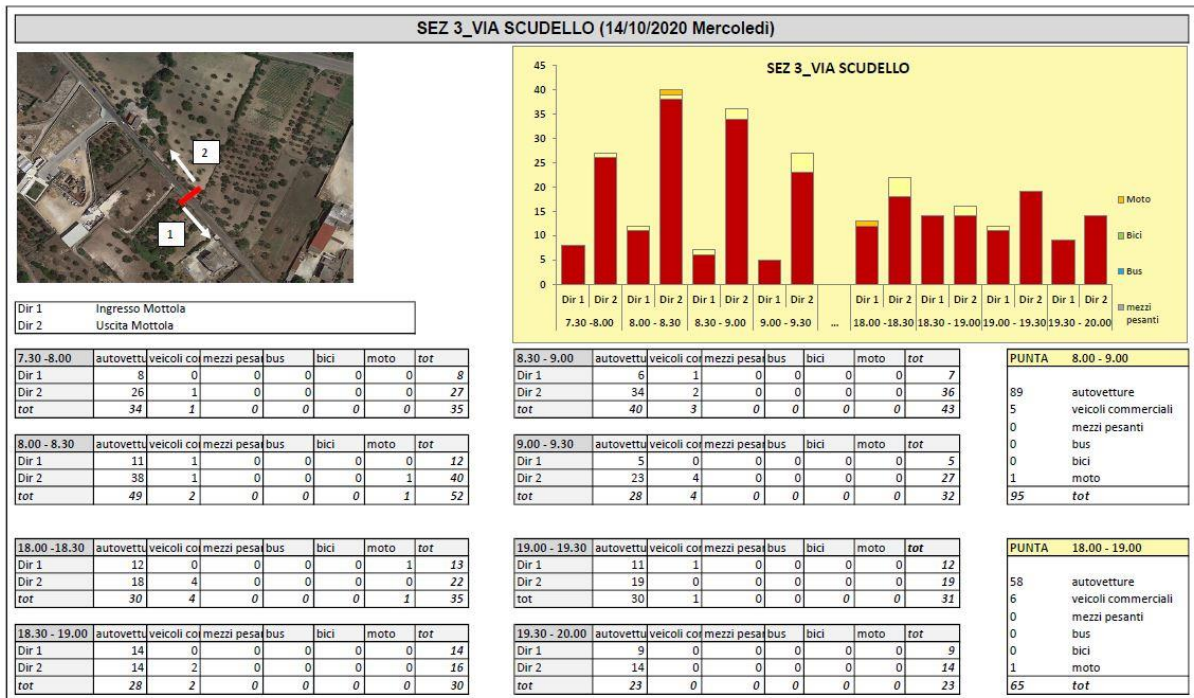 SEZ 3_VIA SCUDELLO (14/10/2020 Mercoledì)
2
1
SEZ 3_VIA SCUDELLO
45
40
35
30
25
20
15
10
5
0
Moto
Bici
Bus
mezzi pesanti
Dir 1 Dir 2 Dir 1 Dir 2 Dir 1 Dir 2 Dir 1 Dir 2 Dir 1 Dir 2 Dir 1 Dir 2 Dir 1 Dir 2 Dir 1 Dir 2
7.30 -8.00 8.00 - 8.30 8.30 - 9.00 9.00 - 9.30 ... 18.00 -18.30 18.30 - 19.00 19.00 - 19.30 19.30 - 20.00
Dir 1 Ingresso Mottola
Dir 2 Uscita Mottola
7.30 -8.00 autovettu veicoli co mezzi pesa bus bici moto tot
Dir 1 8 0 0 0 0 0 8
Dir 2 26 1 0 0 0 0 27
tot 34 1 0 0 0 0 35
8.30 - 9.00 autovettu veicoli co mezzi pesa bus bici moto tot
Dir 1 6 1 0 0 0 0 7
Dir 2 34 2 0 0 0 0 36
tot 40 3 0 0 0 0 43
PUNTA 8.00 - 9.00
89 autovetture
5 veicoli commerciali
0 mezzi pesanti
0 bus
0 bici
1 moto
95 tot
8.00 - 8.30 autovettu veicoli co mezzi pesa bus bici moto tot
Dir 1 11 1 0 0 0 0 12
Dir 2 38 1 0 0 0 1 40
tot 49 2 0 0 0 1 52
9.00 - 9.30 autovettu veicoli co mezzi pesa bus bici moto tot
Dir 1 5 0 0 0 0 0 5
Dir 2 23 4 0 0 0 0 27
tot 28 4 0 0 0 0 32
18.00 -18.30 autovettu veicoli co mezzi pesa bus bici moto tot
Dir 1 12 0 0 0 0 1 13
Dir 2 18 4 0 0 0 0 22
tot 30 4 0 0 0 1 35
19.00 - 19.30 autovettu veicoli co mezzi pesa bus bici moto tot
Dir 1 11 1 0 0 0 0 12
Dir 2 19 0 0 0 0 0 19
tot 30 1 0 0 0 0 31
PUNTA 18.00 - 19.00
58 autovetture
6 veicoli commerciali
0 mezzi pesanti
0 bus
0 bici
1 moto
65 tot
18.30 - 19.00 autovettu veicoli co mezzi pesa bus bici moto tot
Dir 1 14 0 0 0 0 0 14
Dir 2 14 2 0 0 0 0 16
tot 28 2 0 0 0 0 30
19.30 - 20.00 autovettu veicoli co mezzi pesa bus bici moto tot
Dir 1 9 0 0 0 0 0 9
Dir 2 14 0 0 0 0 0 14
tot 23 0 0 0 0 0 23